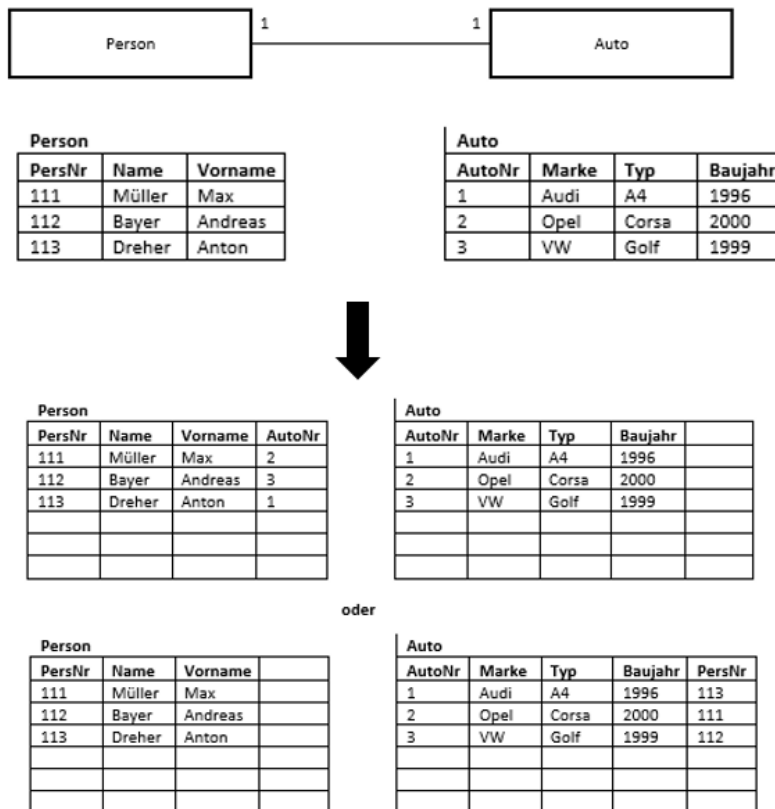 1 1
Person Auto
Person Auto
PersNr Name Vorname AutoNr Marke Typ Baujahr
111 Müller Max 1 Audi A4 1996
112 Bayer Andreas 2 Opel Corsa 2000
113 Dreher Anton 3 VW Golf 1999
Person Auto
PersNr Name Vorname AutoNr AutoNr Marke Typ Baujahr
111 Müller Max 2 1 Audi A4 1996
112 Bayer Andreas 3 2 Opel Corsa 2000
113 Dreher Anton 1 3 VW Golf 1999
oder
Person Auto
PersNr Name Vorname AutoNr Marke Typ Baujahr PersNr
111 Müller Max 1 Audi A4 1996 113
112 Bayer Andreas 2 Opel Corsa 2000 111
113 Dreher Anton 3 VW Golf 1999 112